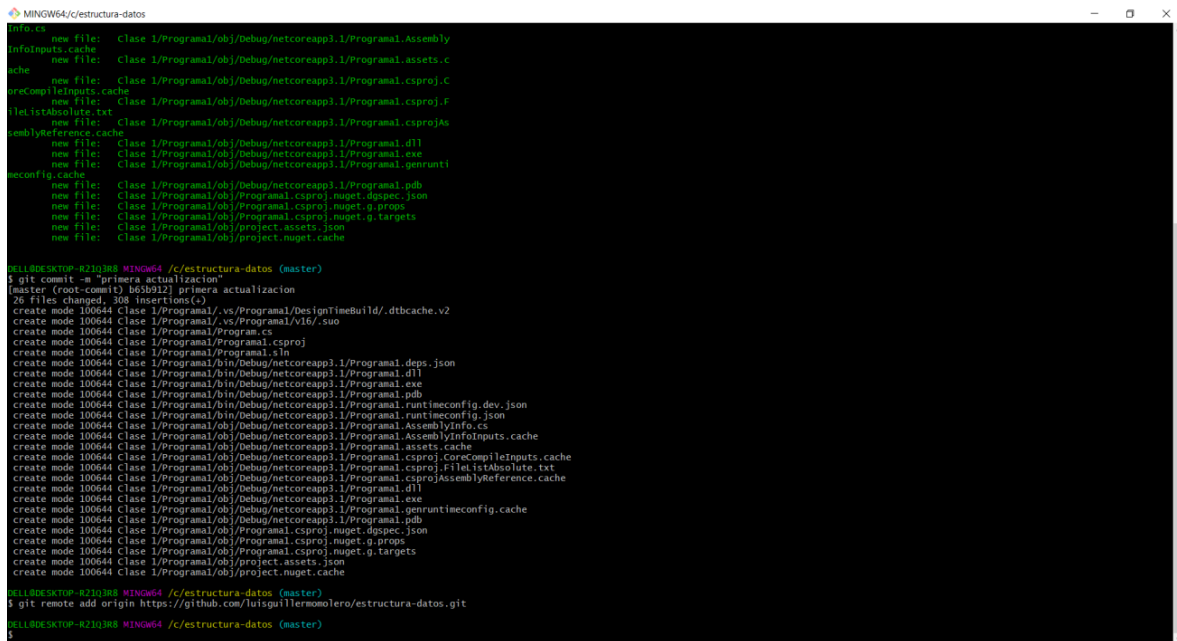 MINGW64:/c/estructura-datos
Info.cs
new file:   Clase 1/Programa1/obj/Debug/netcoreapp3.1/Programa1.Assembly
InfoInputs.cache
new file:   Clase 1/Programa1/obj/Debug/netcoreapp3.1/Programa1.assets.c
ache
new file:   Clase 1/Programa1/obj/Debug/netcoreapp3.1/Programa1.csproj.C
oreCompileInputs.cache
new file:   Clase 1/Programa1/obj/Debug/netcoreapp3.1/Programa1.csproj.F
ileListAbsolute.txt
new file:   Clase 1/Programa1/obj/Debug/netcoreapp3.1/Programa1.csprojAs
semblyReference.cache
new file:   Clase 1/Programa1/obj/Debug/netcoreapp3.1/Programa1.dll
new file:   Clase 1/Programa1/obj/Debug/netcoreapp3.1/Programa1.exe
new file:   Clase 1/Programa1/obj/Debug/netcoreapp3.1/Programa1.genrunti
meconfig.cache
new file:   Clase 1/Programa1/obj/Debug/netcoreapp3.1/Programa1.pdb
new file:   Clase 1/Programa1/obj/Programa1.csproj.nuget.dgspec.json
new file:   Clase 1/Programa1/obj/Programa1.csproj.nuget.g.props
new file:   Clase 1/Programa1/obj/Programa1.csproj.nuget.g.targets
new file:   Clase 1/Programa1/obj/project.assets.json
new file:   Clase 1/Programa1/obj/project.nuget.cache
DELL@DESKTOP-R21Q3R8 MINGW64 /c/estructura-datos (master)
$ git commit -m "primera actualizacion"
[master (root-commit) b65b912] primera actualizacion
26 files changed, 308 insertions(+)
create mode 100644 Clase 1/Programa1/.vs/Programa1/DesignTimeBuild/.dtbcache.v2
create mode 100644 Clase 1/Programa1/.vs/Programa1/v16/.suo
create mode 100644 Clase 1/Programa1/Program.cs
create mode 100644 Clase 1/Programa1/Programa1.csproj
create mode 100644 Clase 1/Programa1/Programa1.sln
create mode 100644 Clase 1/Programa1/bin/Debug/netcoreapp3.1/Programa1.deps.json
create mode 100644 Clase 1/Programa1/bin/Debug/netcoreapp3.1/Programa1.dll
create mode 100644 Clase 1/Programa1/bin/Debug/netcoreapp3.1/Programa1.exe
create mode 100644 Clase 1/Programa1/bin/Debug/netcoreapp3.1/Programa1.pdb
create mode 100644 Clase 1/Programa1/bin/Debug/netcoreapp3.1/Programa1.runtimeconfig.dev.json
create mode 100644 Clase 1/Programa1/bin/Debug/netcoreapp3.1/Programa1.runtimeconfig.json
create mode 100644 Clase 1/Programa1/obj/Debug/netcoreapp3.1/Programa1.AssemblyInfo.cs
create mode 100644 Clase 1/Programa1/obj/Debug/netcoreapp3.1/Programa1.AssemblyInfoInputs.cache
create mode 100644 Clase 1/Programa1/obj/Debug/netcoreapp3.1/Programa1.assets.cache
create mode 100644 Clase 1/Programa1/obj/Debug/netcoreapp3.1/Programa1.csproj.CoreCompileInputs.cache
create mode 100644 Clase 1/Programa1/obj/Debug/netcoreapp3.1/Programa1.csproj.FileListAbsolute.txt
create mode 100644 Clase 1/Programa1/obj/Debug/netcoreapp3.1/Programa1.csprojAssemblyReference.cache
create mode 100644 Clase 1/Programa1/obj/Debug/netcoreapp3.1/Programa1.dll
create mode 100644 Clase 1/Programa1/obj/Debug/netcoreapp3.1/Programa1.exe
create mode 100644 Clase 1/Programa1/obj/Debug/netcoreapp3.1/Programa1.genruntimeconfig.cache
create mode 100644 Clase 1/Programa1/obj/Debug/netcoreapp3.1/Programa1.pdb
create mode 100644 Clase 1/Programa1/obj/Programa1.csproj.nuget.dgspec.json
create mode 100644 Clase 1/Programa1/obj/Programa1.csproj.nuget.g.props
create mode 100644 Clase 1/Programa1/obj/Programa1.csproj.nuget.g.targets
create mode 100644 Clase 1/Programa1/obj/project.assets.json
create mode 100644 Clase 1/Programa1/obj/project.nuget.cache
DELL@DESKTOP-R21Q3R8 MINGW64 /c/estructura-datos (master)
$ git remote add origin https://github.com/luisguillermomolero/estructura-datos.git
DELL@DESKTOP-R21Q3R8 MINGW64 /c/estructura-datos (master)
$